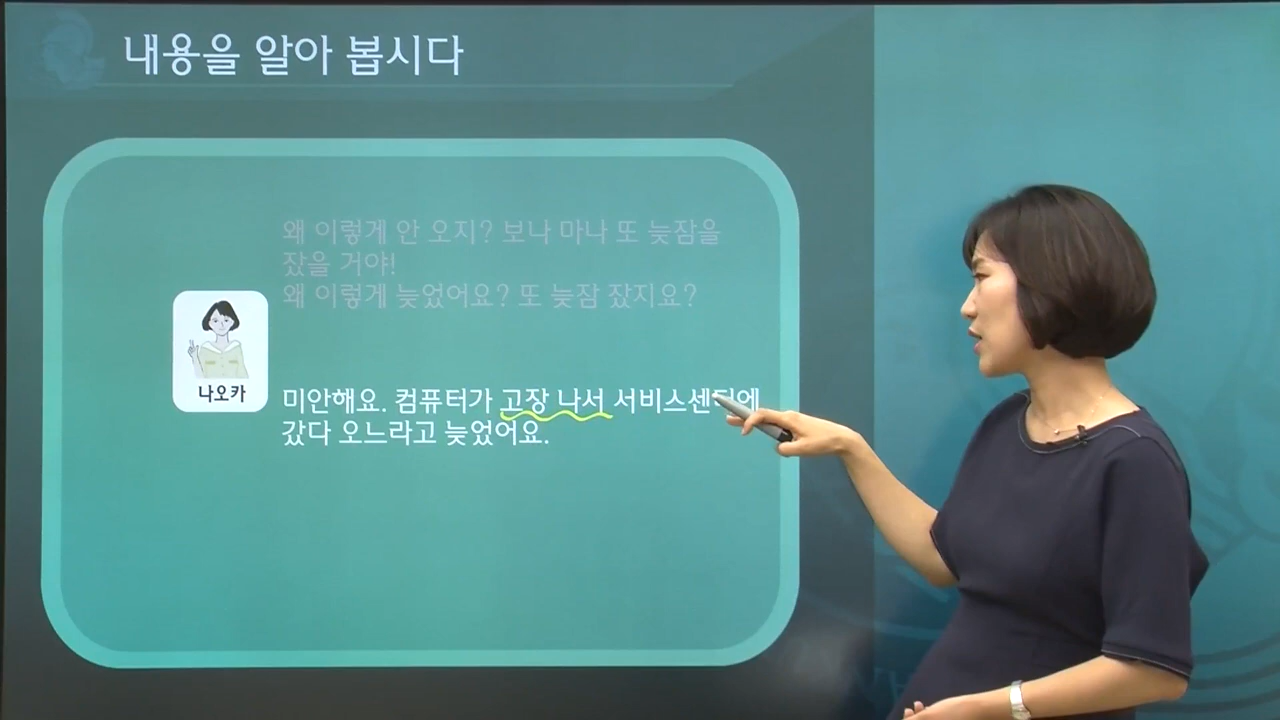 내용을 알아 봅시다
왜 이렇게 안 오지? 보나 마나 또 늦잠을
잤을 거야!
왜 이렇게 늦었어요? 또 늦잠 잤지요?
나오카
미안해요. 컴퓨터가 고장 나서 서비스센터에
갔다 오느라고 늦었어요.